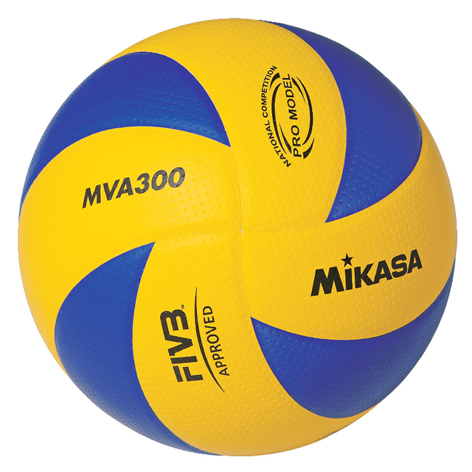 NATIONAL COMPETITION
PRO MODEL
MVA300
MIKASA
FIVB
APPROVED